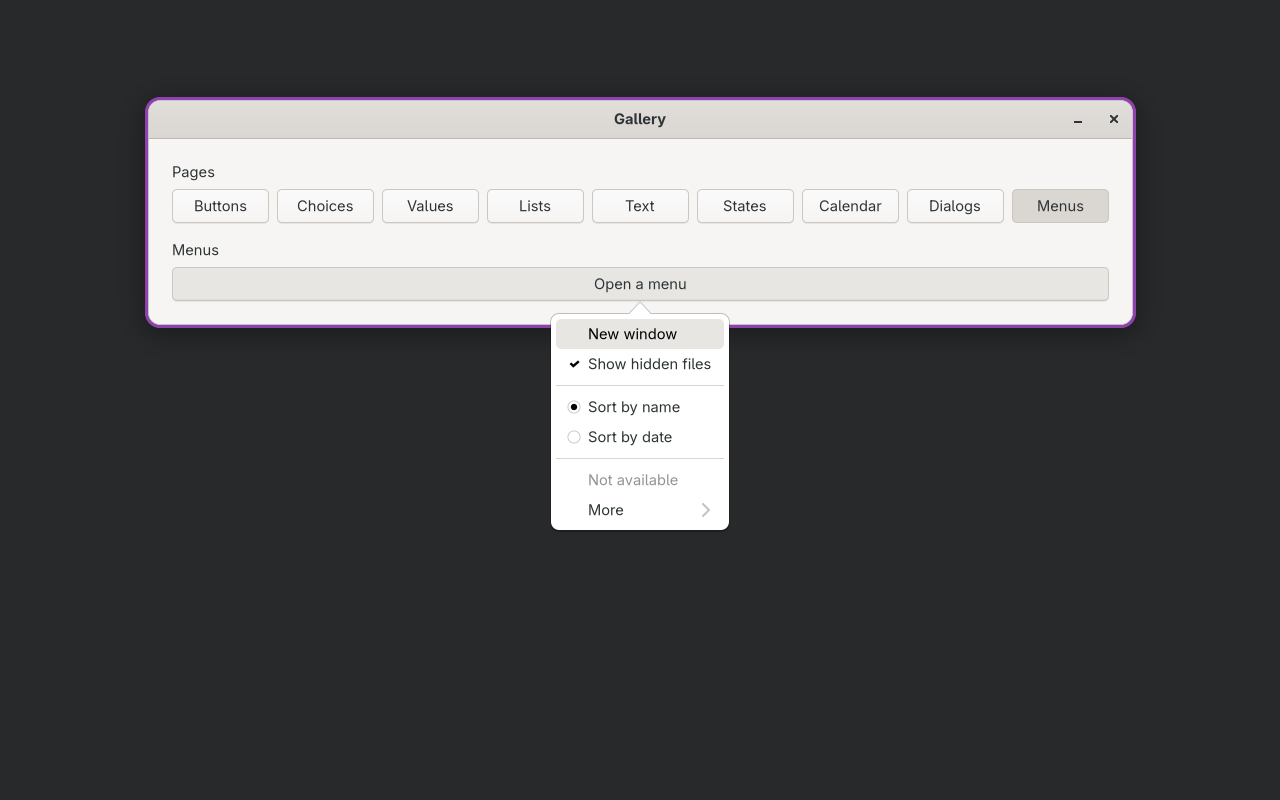 Gallery
Pages
Buttons Choices Values Lists Text States Calendar Dialogs Menus
Menus
Open a menu
New window
Show hidden files
Sort by name
Sort by date
Not available
More